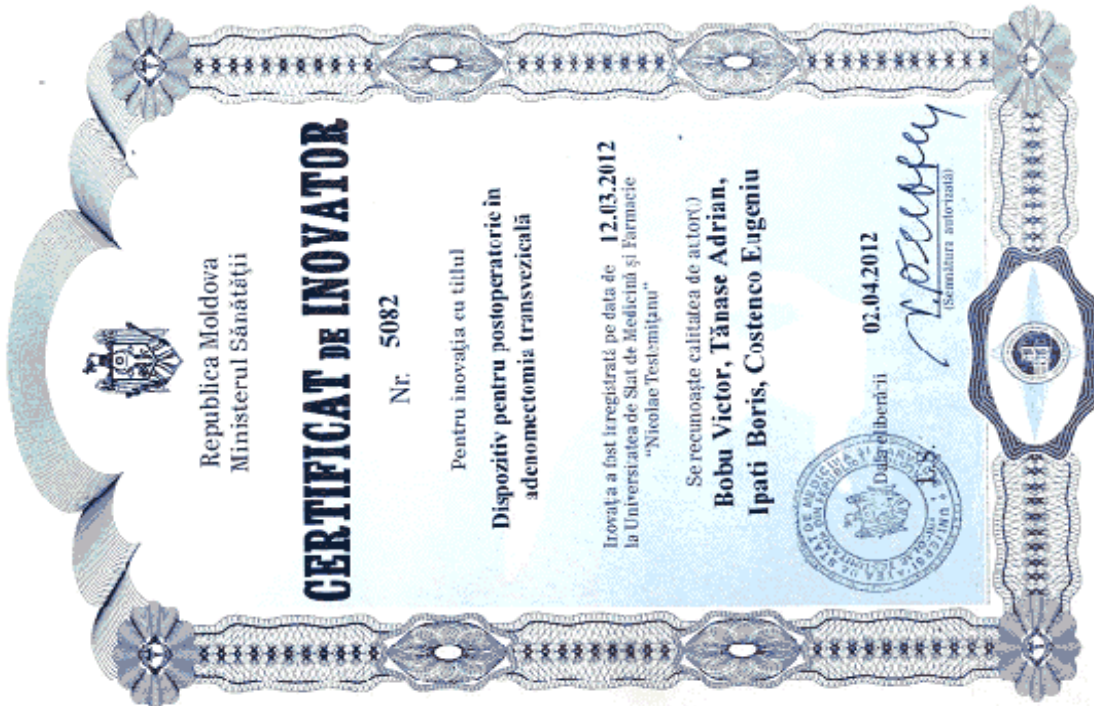 Republica Moldova
Ministerul Sănătăţii
CERTIFICAT DE INOVATOR
Nr. 5082
Pentru inovaţia cu titlul
Dispozitiv pentru postoperatoric in
adenomectomia transvezicală
Inovaţia a fost înregistrată pe data de 12.03.2012
la Universitatea de Stat de Medicină şi Farmacie
“Nicolae Testemiţanu”
Se recunoaşte calitatea de autor()
Bobu Victor, Tănase Adrian,
Ipati Boris, Costenco Eugeniu
Data eliberării 02.04.2012
L.S.
(Semnătura autorizată)